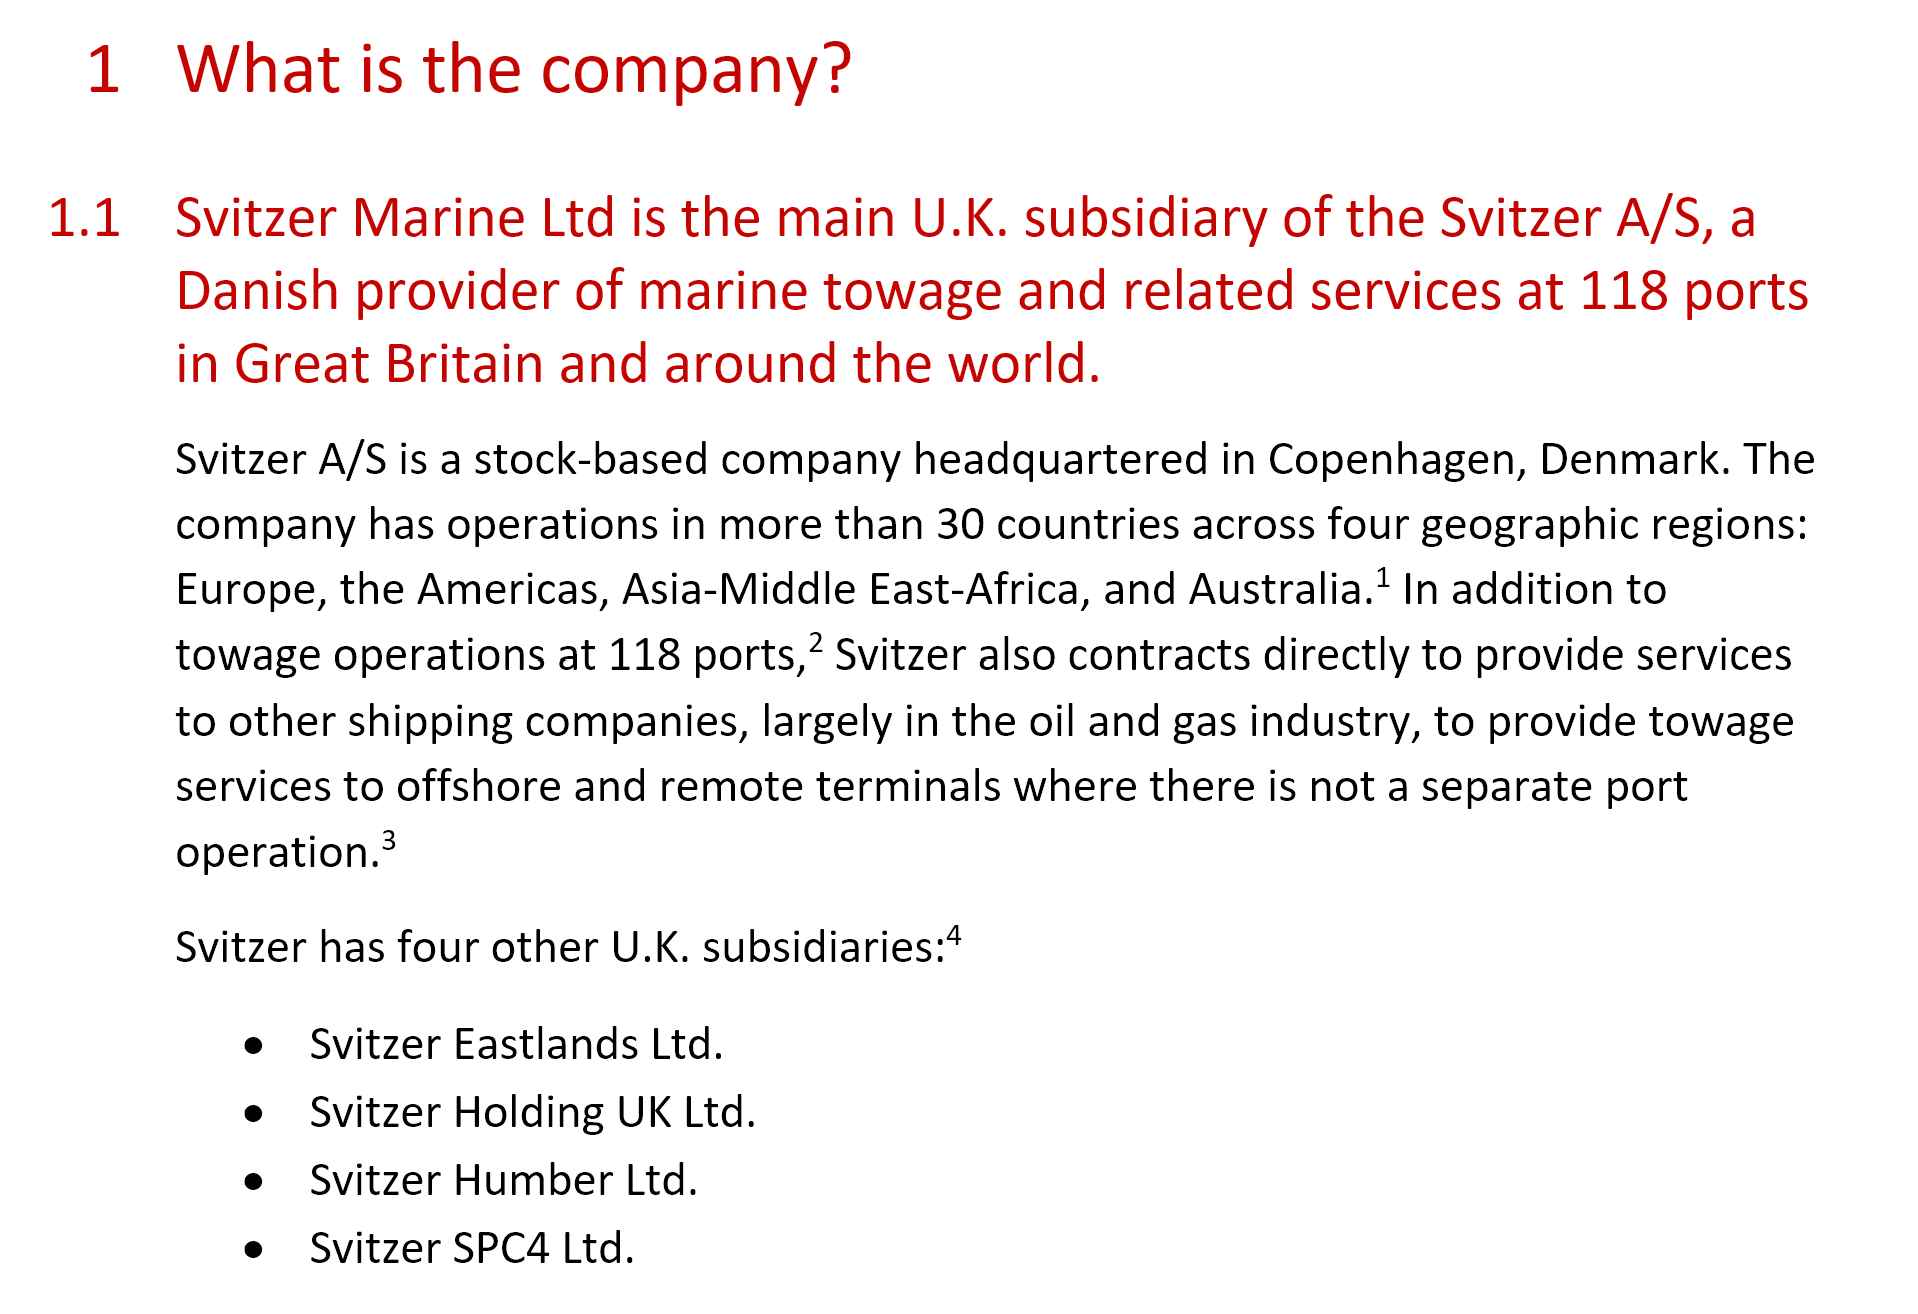 1 What is the company?
1.1 Svitzer Marine Ltd is the main U.K. subsidiary of the Svitzer A/S, a
Danish provider of marine towage and related services at 118 ports
in Great Britain and around the world.
Svitzer A/S is a stock-based company headquartered in Copenhagen, Denmark. The
company has operations in more than 30 countries across four geographic regions:
Europe, the Americas, Asia-Middle East-Africa, and Australia.¹ In addition to
towage operations at 118 ports,² Svitzer also contracts directly to provide services
to other shipping companies, largely in the oil and gas industry, to provide towage
services to offshore and remote terminals where there is not a separate port
operation.³
Svitzer has four other U.K. subsidiaries:⁴
• Svitzer Eastlands Ltd.
• Svitzer Holding UK Ltd.
• Svitzer Humber Ltd.
• Svitzer SPC4 Ltd.